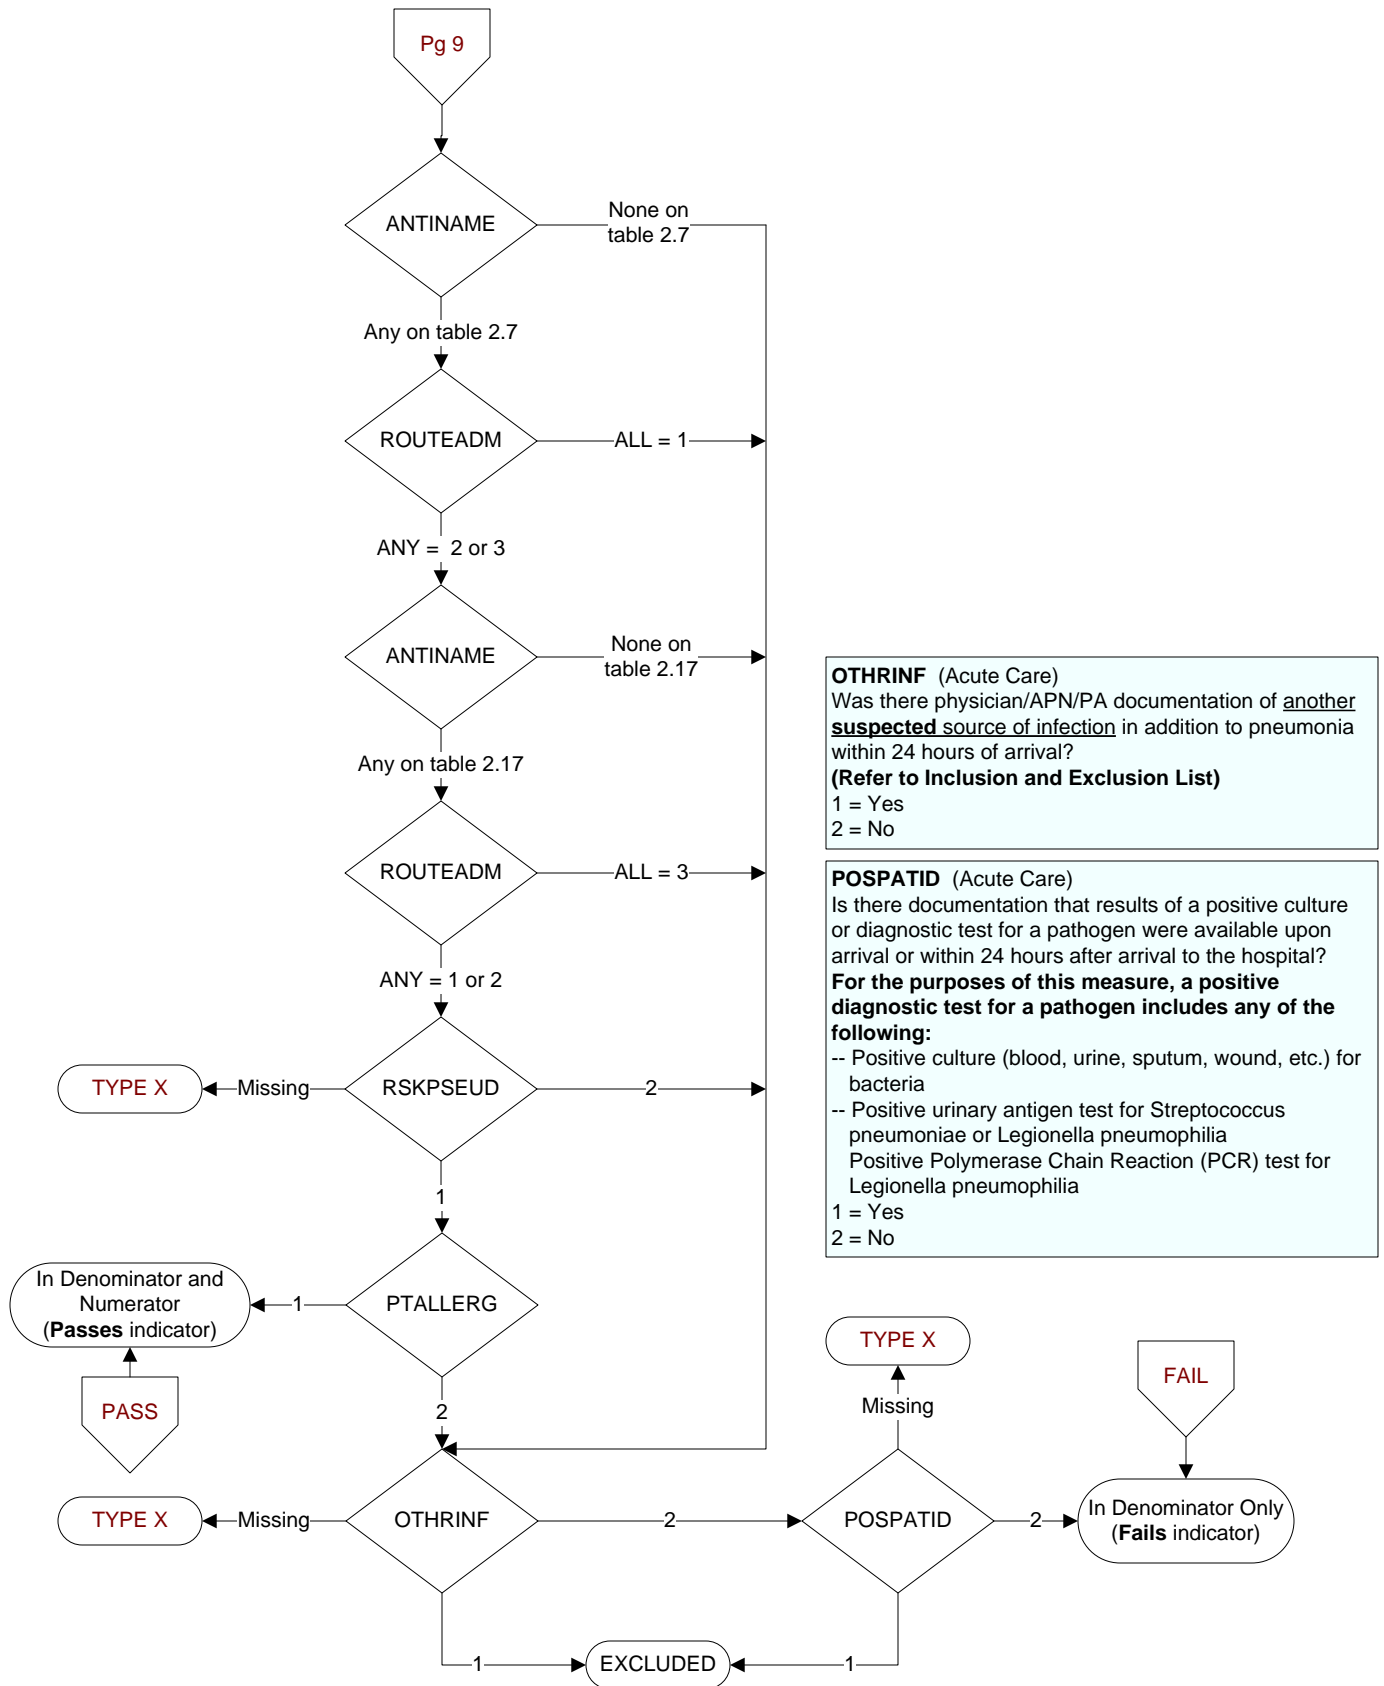 Pg 9
ANTINAME
None on
table 2.7
Any on table 2.7
ROUTEADM
ALL = 1
ANY =  2 or 3
ANTINAME
None on
table 2.17
Any on table 2.17
ROUTEADM
ALL = 3
ANY = 1 or 2
TYPE X
Missing
RSKPSEUD
2
1
In Denominator and
Numerator
(Passes indicator)
1
PTALLERG
PASS
2
TYPE X
Missing
OTHRINF
2
1
EXCLUDED
1
OTHRINF  (Acute Care)
Was there physician/APN/PA documentation of another
suspected source of infection in addition to pneumonia
within 24 hours of arrival?
(Refer to Inclusion and Exclusion List)
1 = Yes
2 = No
POSPATID  (Acute Care)
Is there documentation that results of a positive culture
or diagnostic test for a pathogen were available upon
arrival or within 24 hours after arrival to the hospital?
For the purposes of this measure, a positive
diagnostic test for a pathogen includes any of the
following:
-- Positive culture (blood, urine, sputum, wound, etc.) for
bacteria
-- Positive urinary antigen test for Streptococcus
pneumoniae or Legionella pneumophilia
Positive Polymerase Chain Reaction (PCR) test for
Legionella pneumophilia
1 = Yes
2 = No
TYPE X
Missing
POSPATID
2
FAIL
In Denominator Only
(Fails indicator)